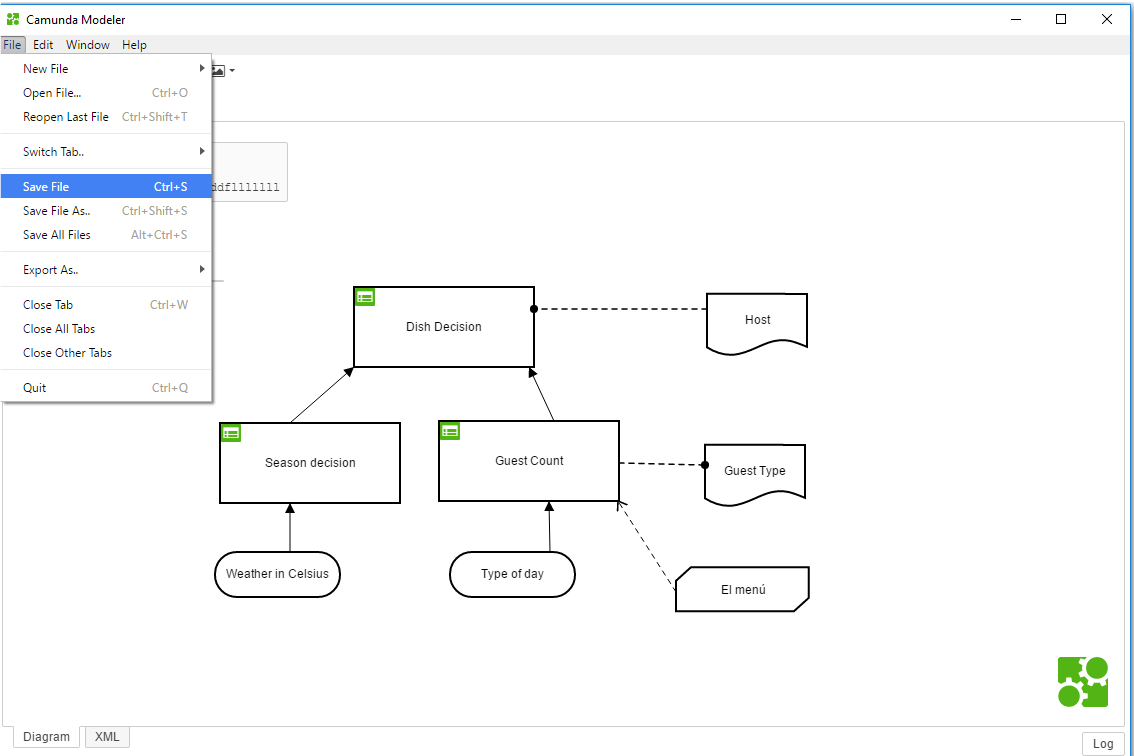 Camunda Modeler
File Edit Window Help
New File
Open File... Ctrl+O
Reopen Last File Ctrl+Shift+T
Switch Tab..
Save File Ctrl+S
Save File As.. Ctrl+Shift+S
Save All Files Alt+Ctrl+S
Export As..
Close Tab Ctrl+W
Close All Tabs
Close Other Tabs
Quit Ctrl+Q
Dish Decision
Host
Season decision
Guest Count
Guest Type
Weather in Celsius
Type of day
El menú
Diagram XML
Log